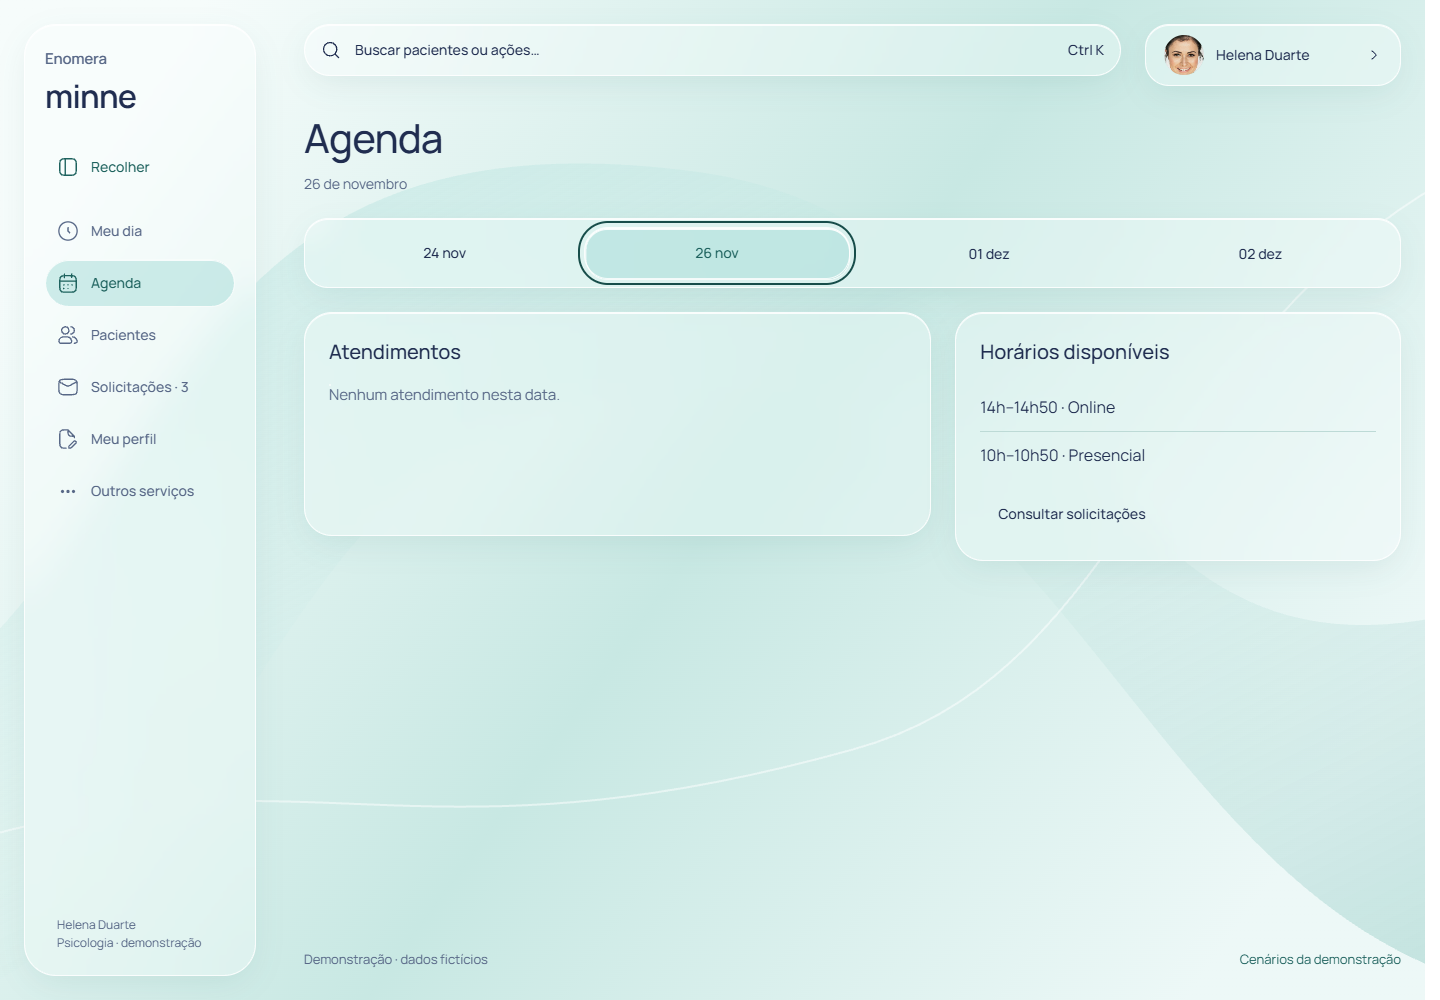 Enomera
minne
Recolher
Meu dia
Agenda
Pacientes
Solicitações · 3
Meu perfil
Outros serviços
Helena Duarte
Psicologia · demonstração
Buscar pacientes ou ações...
Ctrl K
Helena Duarte
Agenda
26 de novembro
24 nov
26 nov
01 dez
02 dez
Atendimentos
Nenhum atendimento nesta data.
Horários disponíveis
14h–14h50 · Online
10h–10h50 · Presencial
Consultar solicitações
Demonstração · dados fictícios
Cenários da demonstração